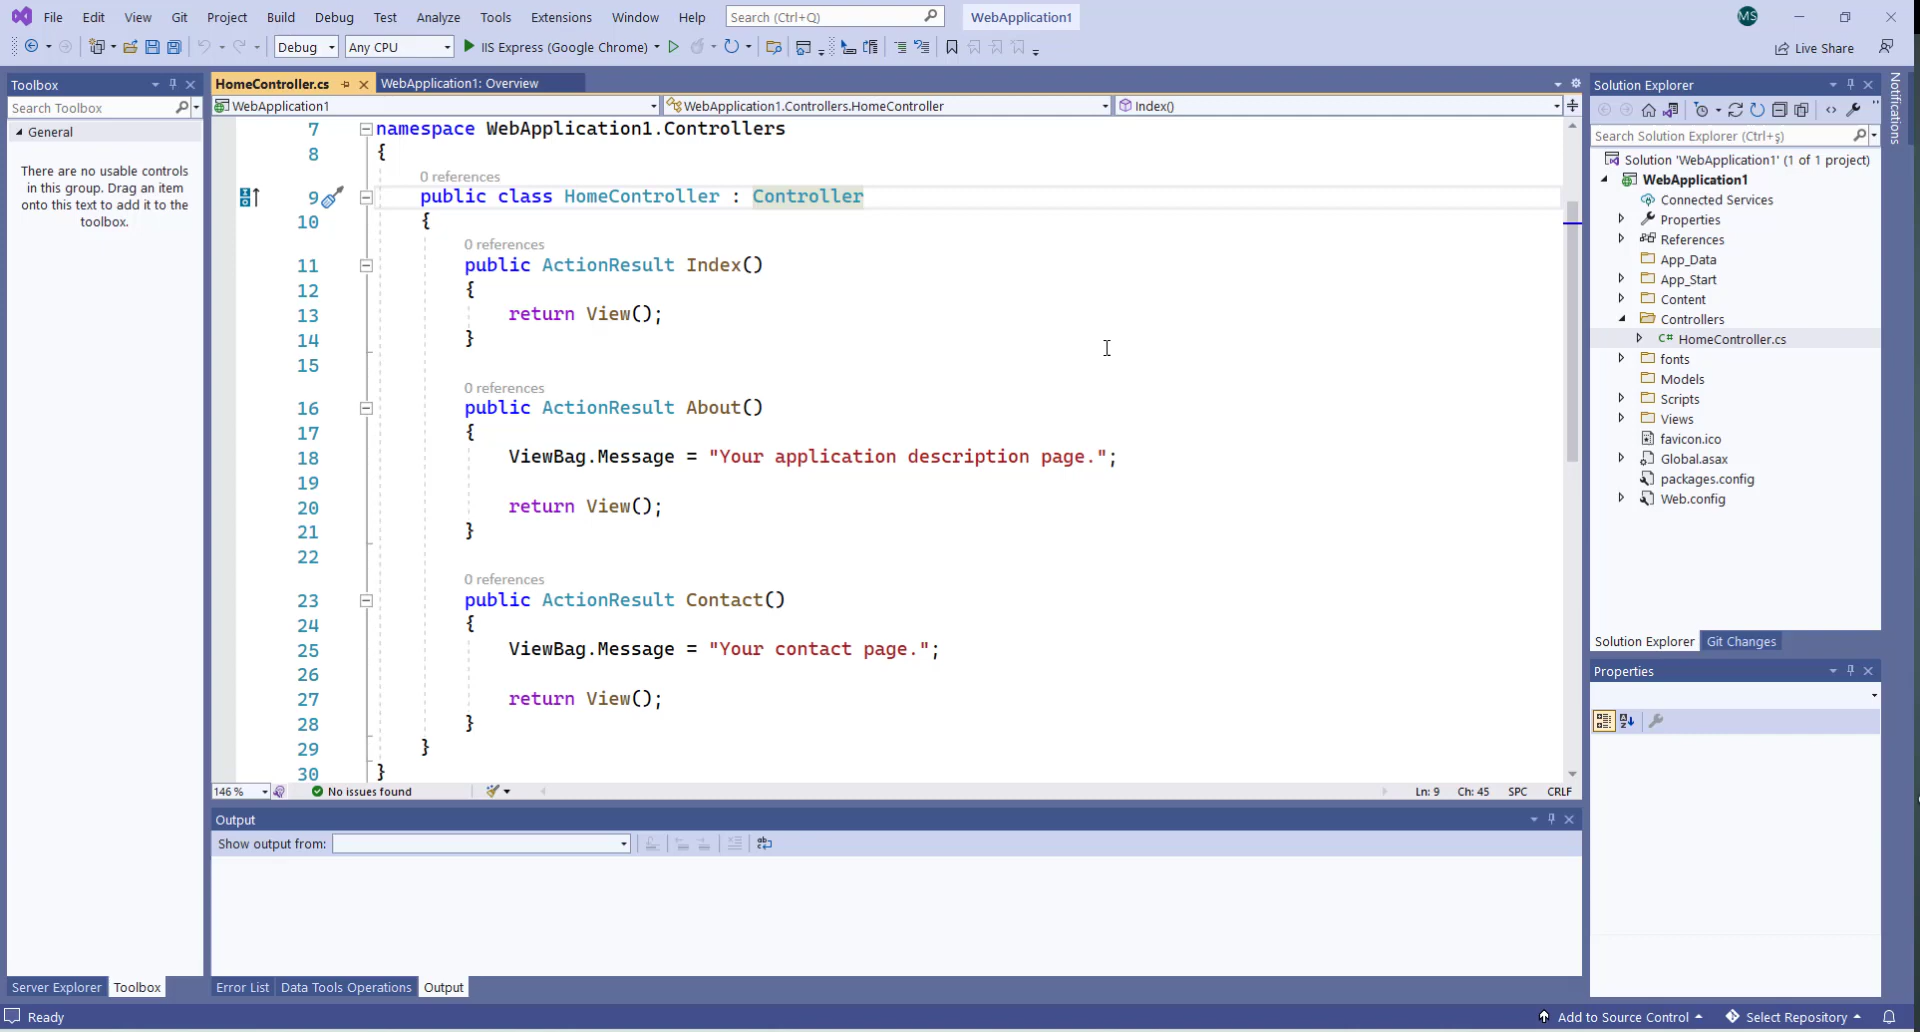 File Edit View Git Project Build Debug Test Analyze Tools Extensions Window Help Search (Ctrl+Q) WebApplication1 MS
Debug Any CPU IIS Express (Google Chrome) Live Share
Toolbox
Search Toolbox
General
There are no usable controls
in this group. Drag an item
onto this text to add it to the
toolbox.
HomeController.cs WebApplication1: Overview
WebApplication1 WebApplication1.Controllers.HomeController Index()
7 namespace WebApplication1.Controllers
8 {
0 references
9 public class HomeController : Controller
10 {
0 references
11 public ActionResult Index()
12 {
13 return View();
14 }
15
0 references
16 public ActionResult About()
17 {
18 ViewBag.Message = "Your application description page.";
19
20 return View();
21 }
22
0 references
23 public ActionResult Contact()
24 {
25 ViewBag.Message = "Your contact page.";
26
27 return View();
28 }
29 }
30 }
146 % No issues found Ln: 9 Ch: 45 SPC CRLF
Output
Show output from:
Solution Explorer
Search Solution Explorer (Ctrl+ş)
Solution 'WebApplication1' (1 of 1 project)
WebApplication1
Connected Services
Properties
References
App_Data
App_Start
Content
Controllers
C# HomeController.cs
fonts
Models
Scripts
Views
favicon.ico
Global.asax
packages.config
Web.config
Solution Explorer Git Changes
Properties
Notifications
Server Explorer Toolbox Error List Data Tools Operations Output
Ready Add to Source Control Select Repository